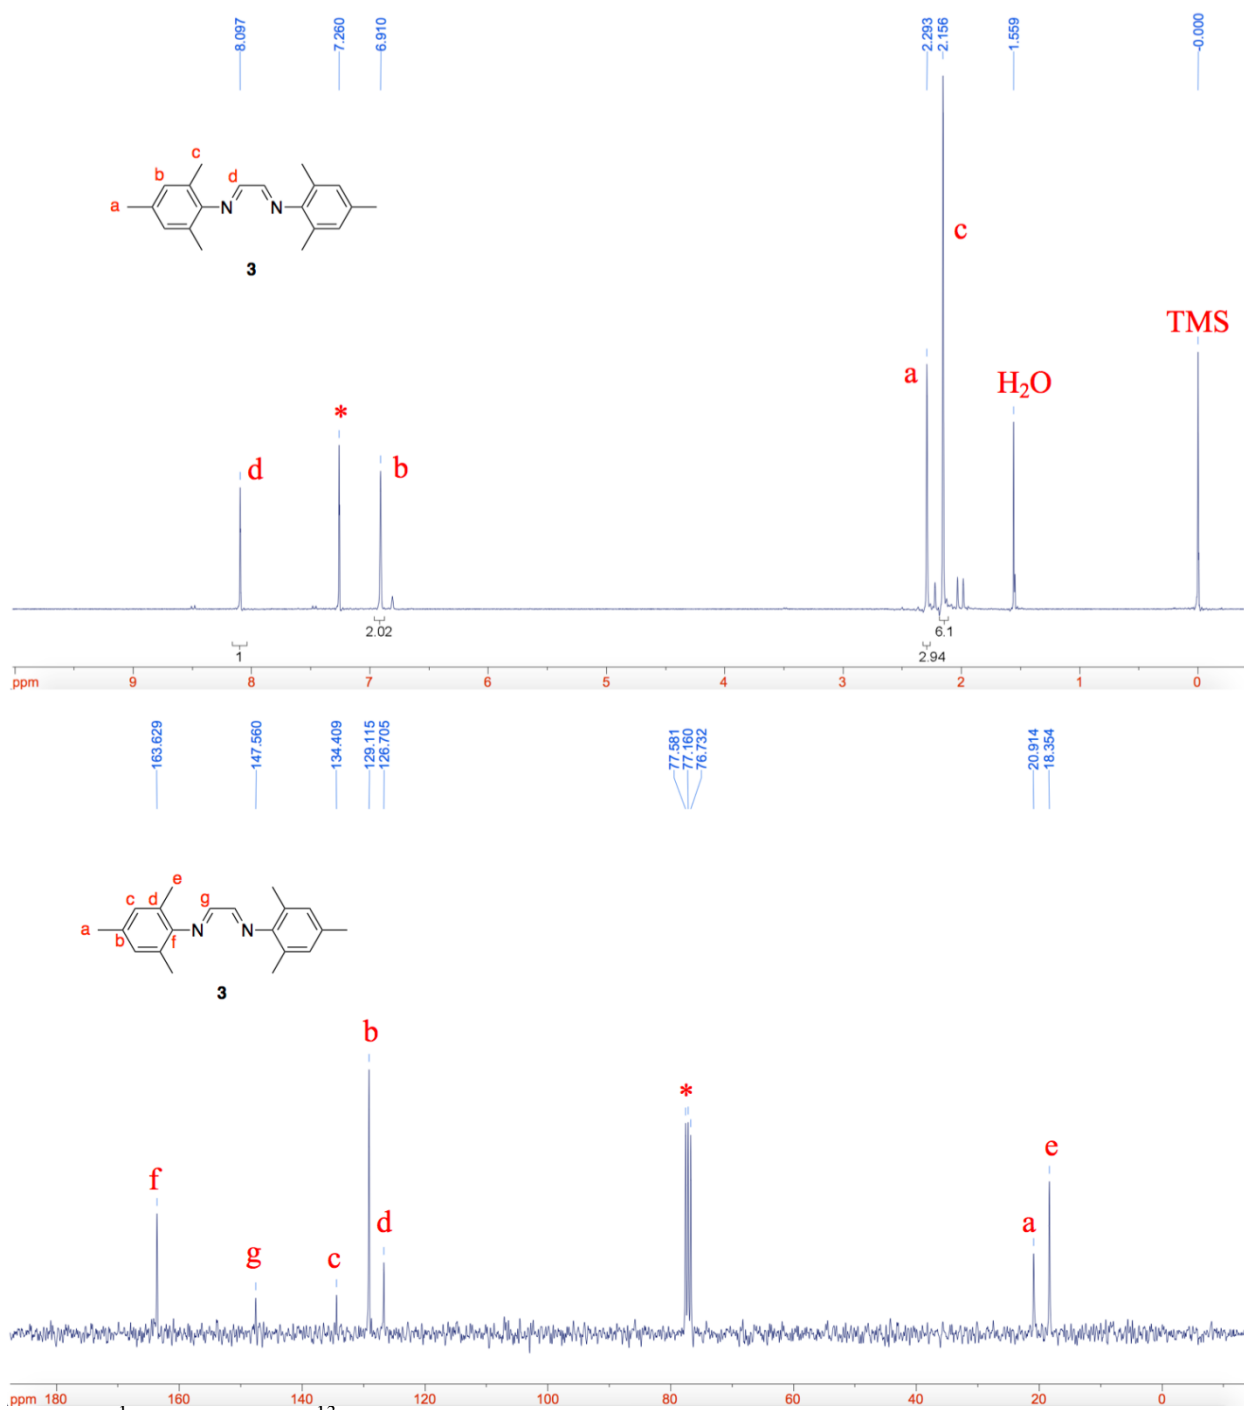 8.097 7.260 6.910 2.293 2.156 1.559 -0.000
c
b d
a N N
3
c
TMS
a H₂O
*
d b
2.02 6.1
1 2.94
ppm 9 8 7 6 5 4 3 2 1 0
163.629 147.560 134.409 129.115 126.705 77.581 77.160 76.732 20.914 18.354
e
c d g
a b f N N
3
b
*
e
f
d a
g c
ppm 180 160 140 120 100 80 60 40 20 0
1 13